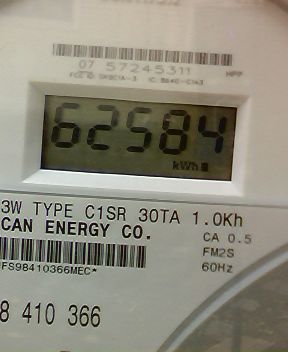 07 57245311 MPP
62584
kWh
3W TYPE C1SR 30TA 1.0Kh
CAN ENERGY CO. CA 0.5
FM2S
FS98410366MEC* 60Hz
8 410 366